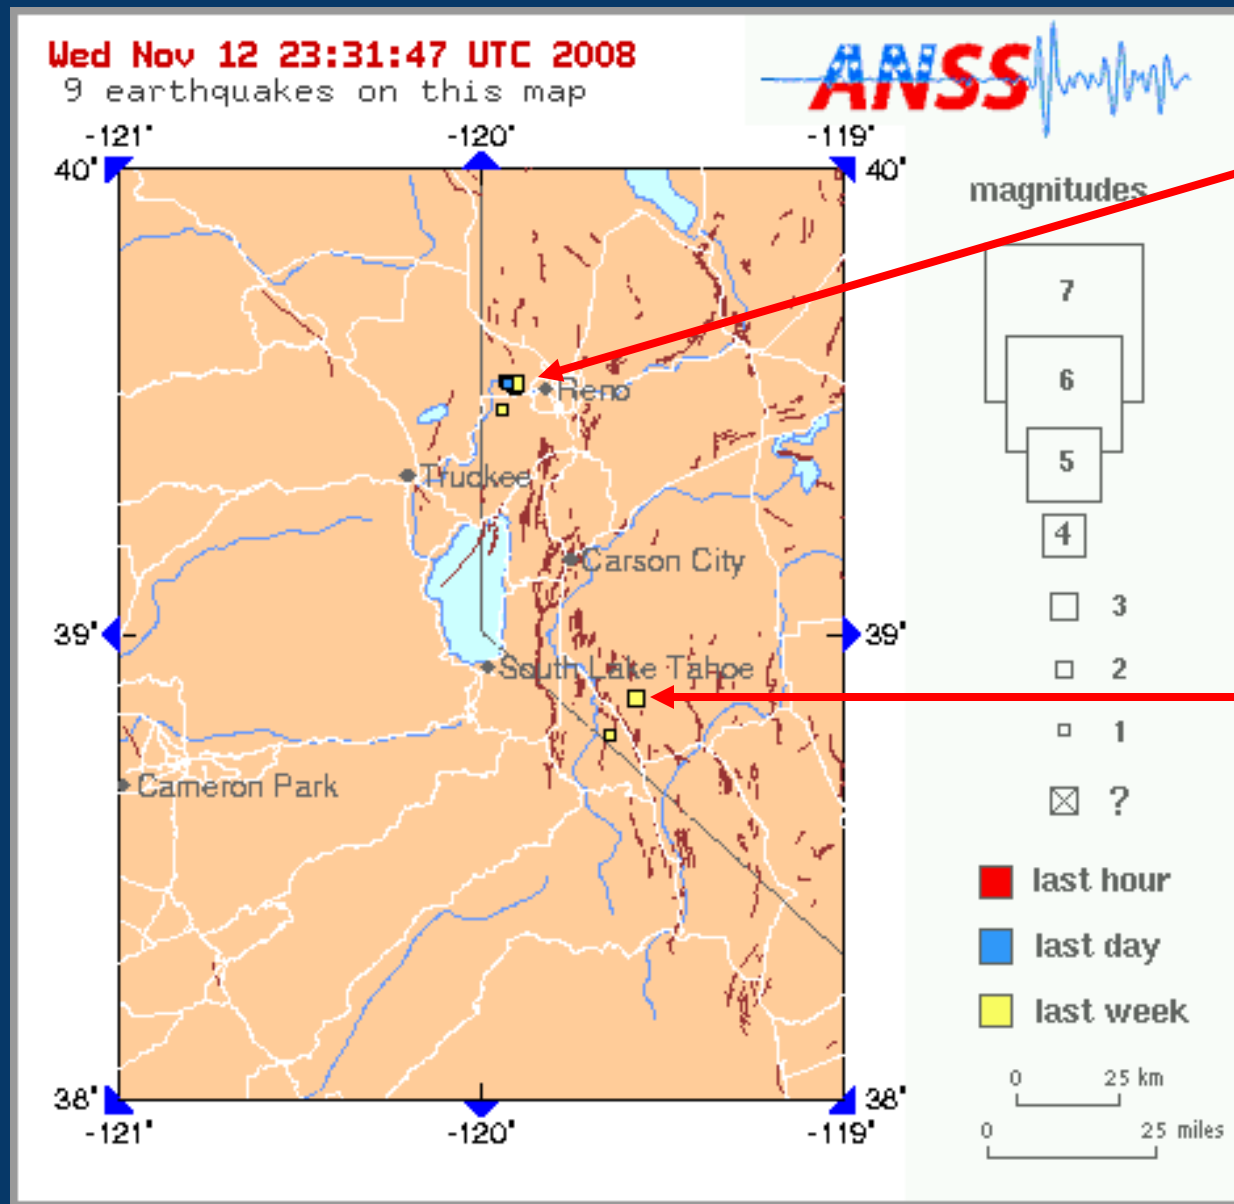 Wed Nov 12 23:31:47 UTC 2008
9 earthquakes on this map
ANSS
-121° -120° -119°
40° 40°
magnitudes
7
6
Reno
5
Truckee
4
Carson City
3
39° 39°
South Lake Tahoe
2
1
Cameron Park
?
last hour
last day
last week
0 25 km
38° 38°
-121° -120° -119°
0 25 miles